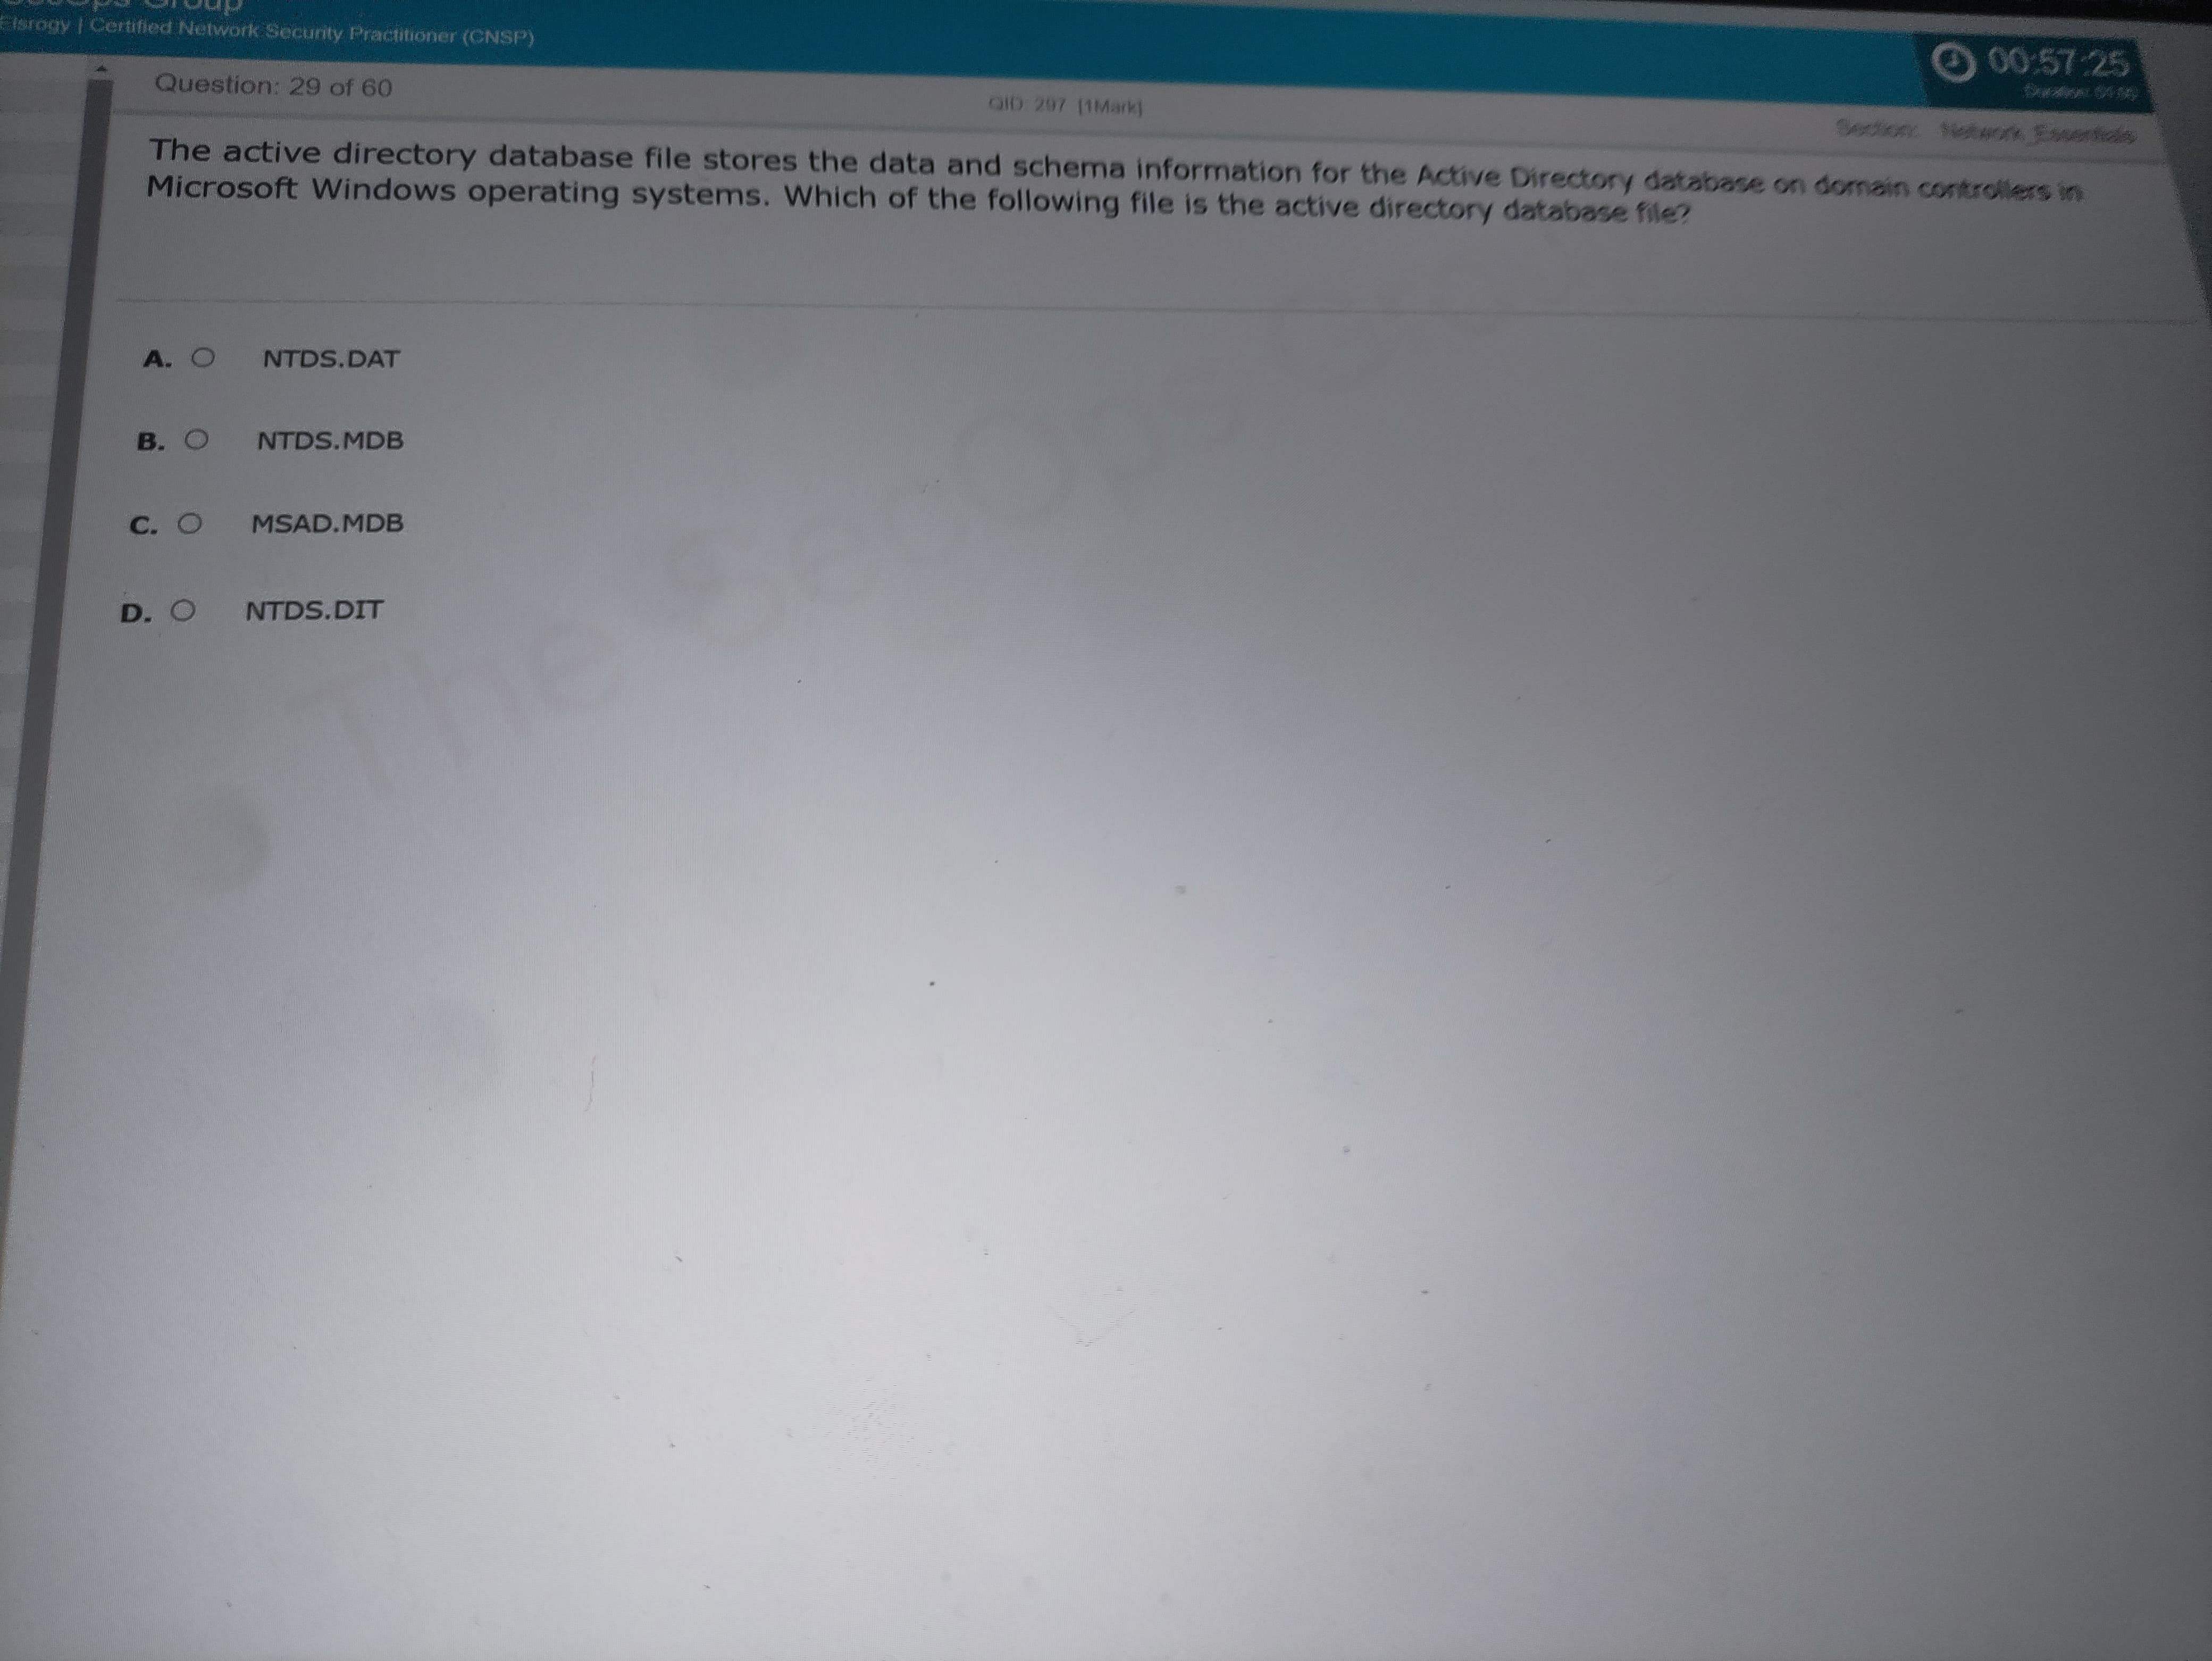 SecOps Group
Elsrogy | Certified Network Security Practitioner (CNSP)
00:57:25
Question: 29 of 60
QID: 297 [1Mark]
Section: Network Essentials
The active directory database file stores the data and schema information for the Active Directory database on domain controllers in
Microsoft Windows operating systems. Which of the following file is the active directory database file?
A. NTDS.DAT
B. NTDS.MDB
C. MSAD.MDB
D. NTDS.DIT
The SecOps